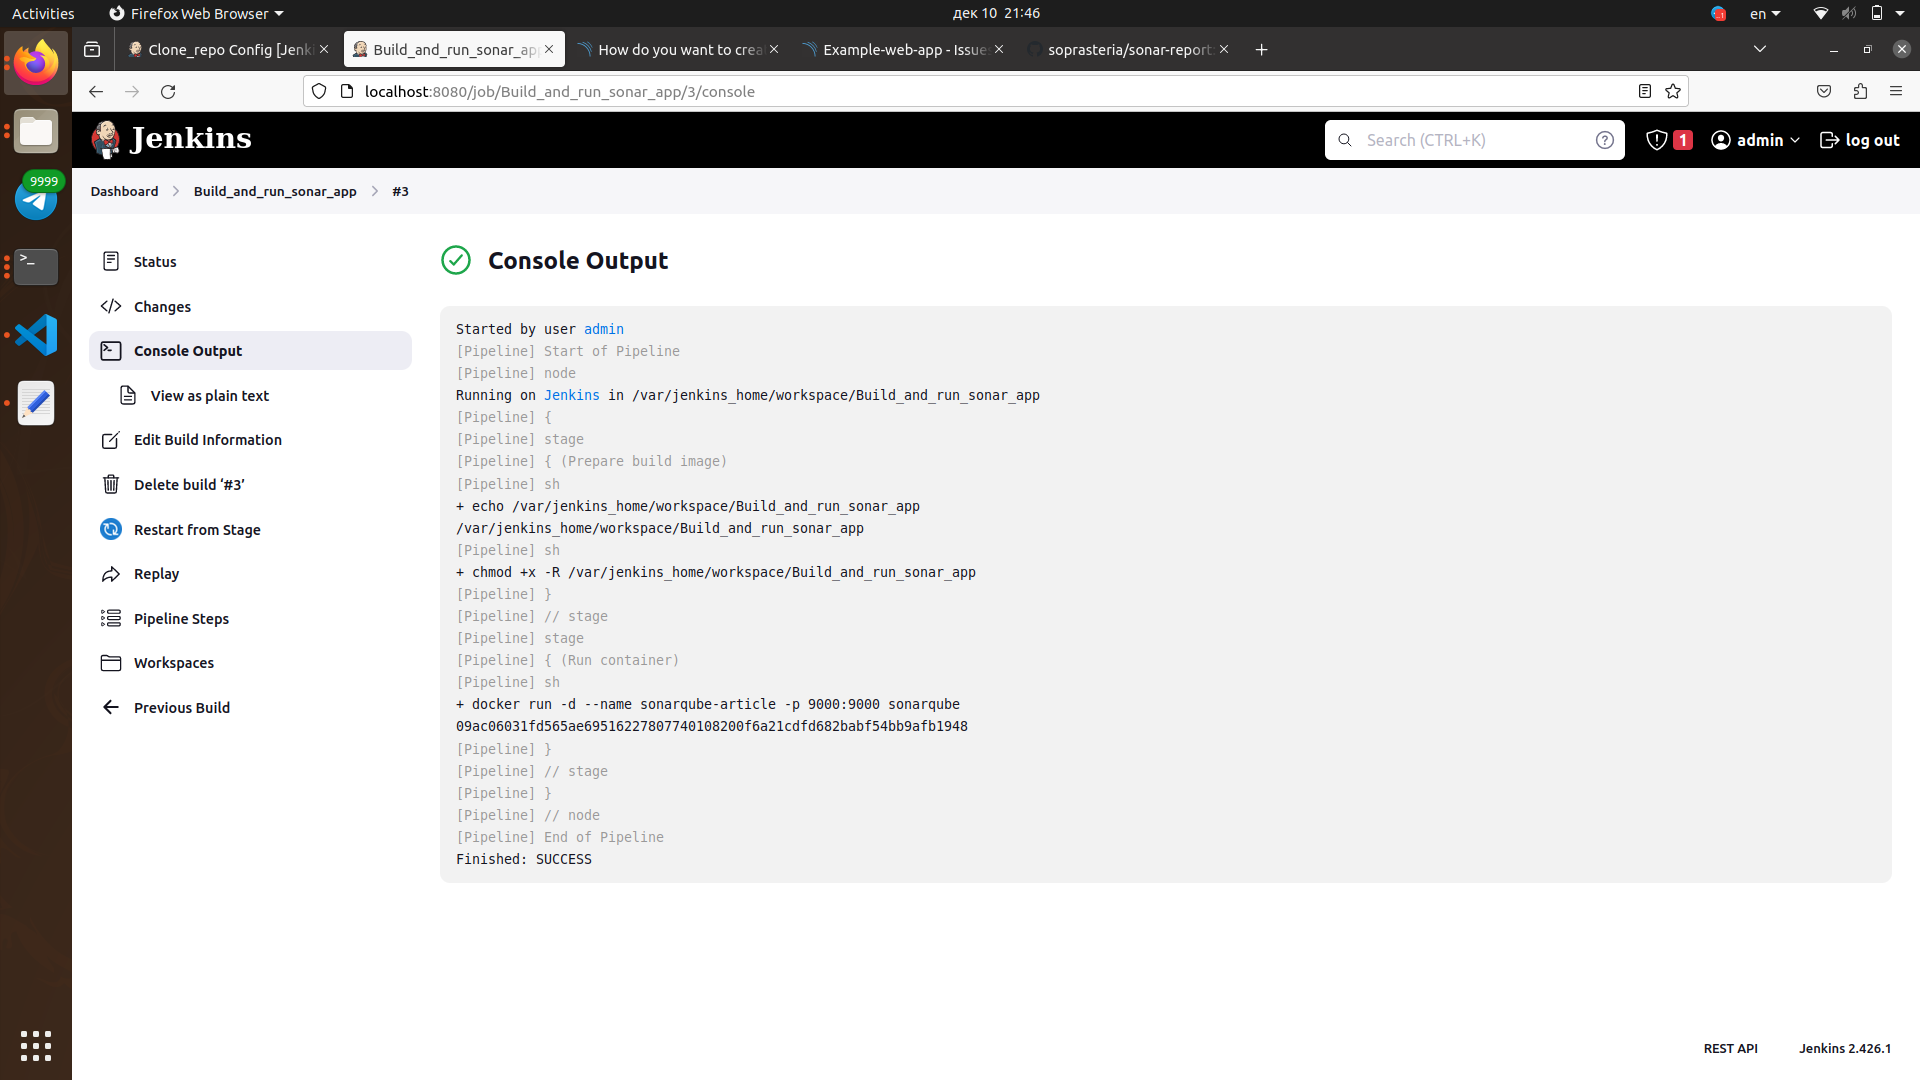 Activities
Firefox Web Browser
дек 10 21:46
en
Clone_repo Config [Jenki
Build_and_run_sonar_app
How do you want to crea
Example-web-app - Issues
soprasteria/sonar-report
localhost:8080/job/Build_and_run_sonar_app/3/console
9999
Jenkins
Search (CTRL+K)
1
admin
log out
Dashboard
Build_and_run_sonar_app
#3
Status
Changes
Console Output
View as plain text
Edit Build Information
Delete build ‘#3’
Restart from Stage
Replay
Pipeline Steps
Workspaces
Previous Build
Console Output
Started by user admin
[Pipeline] Start of Pipeline
[Pipeline] node
Running on Jenkins in /var/jenkins_home/workspace/Build_and_run_sonar_app
[Pipeline] {
[Pipeline] stage
[Pipeline] { (Prepare build image)
[Pipeline] sh
+ echo /var/jenkins_home/workspace/Build_and_run_sonar_app
/var/jenkins_home/workspace/Build_and_run_sonar_app
[Pipeline] sh
+ chmod +x -R /var/jenkins_home/workspace/Build_and_run_sonar_app
[Pipeline] }
[Pipeline] // stage
[Pipeline] stage
[Pipeline] { (Run container)
[Pipeline] sh
+ docker run -d --name sonarqube-article -p 9000:9000 sonarqube
09ac06031fd565ae69516227807740108200f6a21cdfd682babf54bb9afb1948
[Pipeline] }
[Pipeline] // stage
[Pipeline] }
[Pipeline] // node
[Pipeline] End of Pipeline
Finished: SUCCESS
REST API
Jenkins 2.426.1